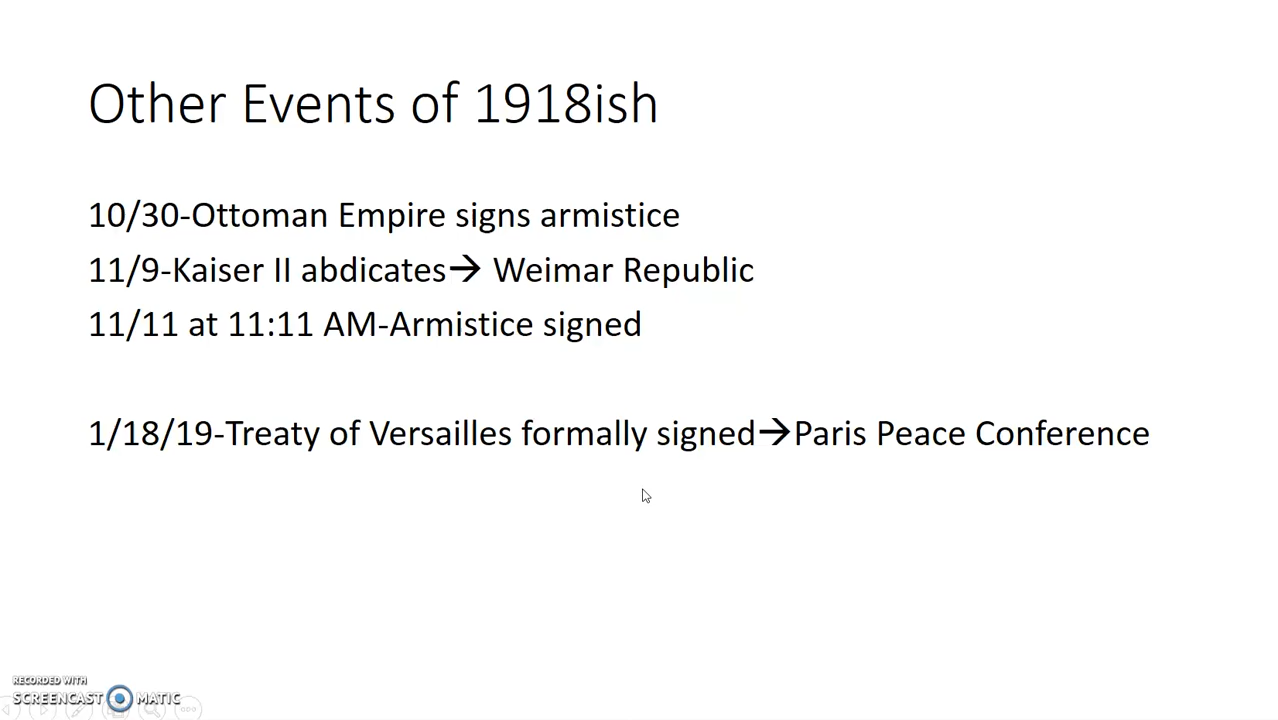 Other Events of 1918ish
10/30-Ottoman Empire signs armistice
11/9-Kaiser II abdicates→ Weimar Republic
11/11 at 11:11 AM-Armistice signed
1/18/19-Treaty of Versailles formally signed→Paris Peace Conference
RECORDED WITH
SCREENCAST MATIC